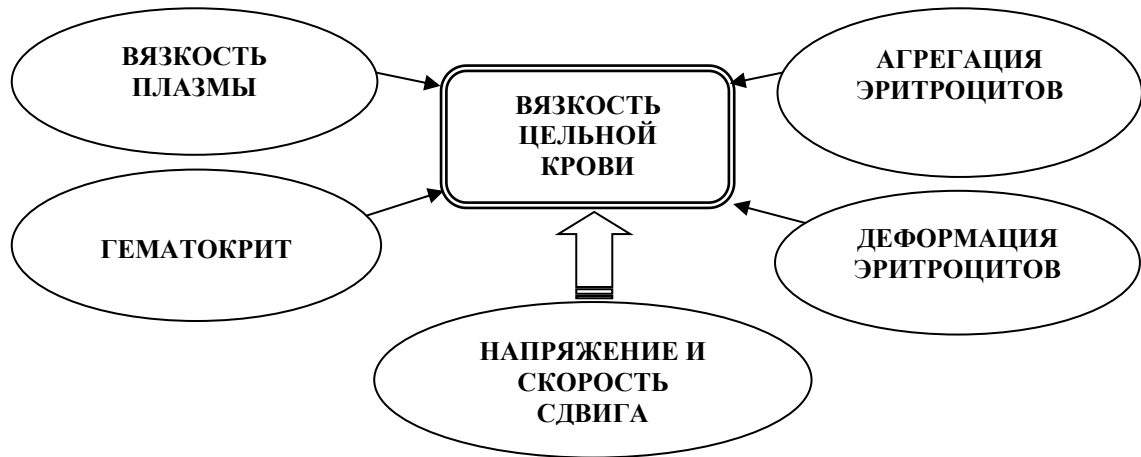 ВЯЗКОСТЬ
ПЛАЗМЫ
ВЯЗКОСТЬ
ЦЕЛЬНОЙ
КРОВИ
АГРЕГАЦИЯ
ЭРИТРОЦИТОВ
ГЕМАТОКРИТ
ДЕФОРМАЦИЯ
ЭРИТРОЦИТОВ
НАПРЯЖЕНИЕ И
СКОРОСТЬ
СДВИГА